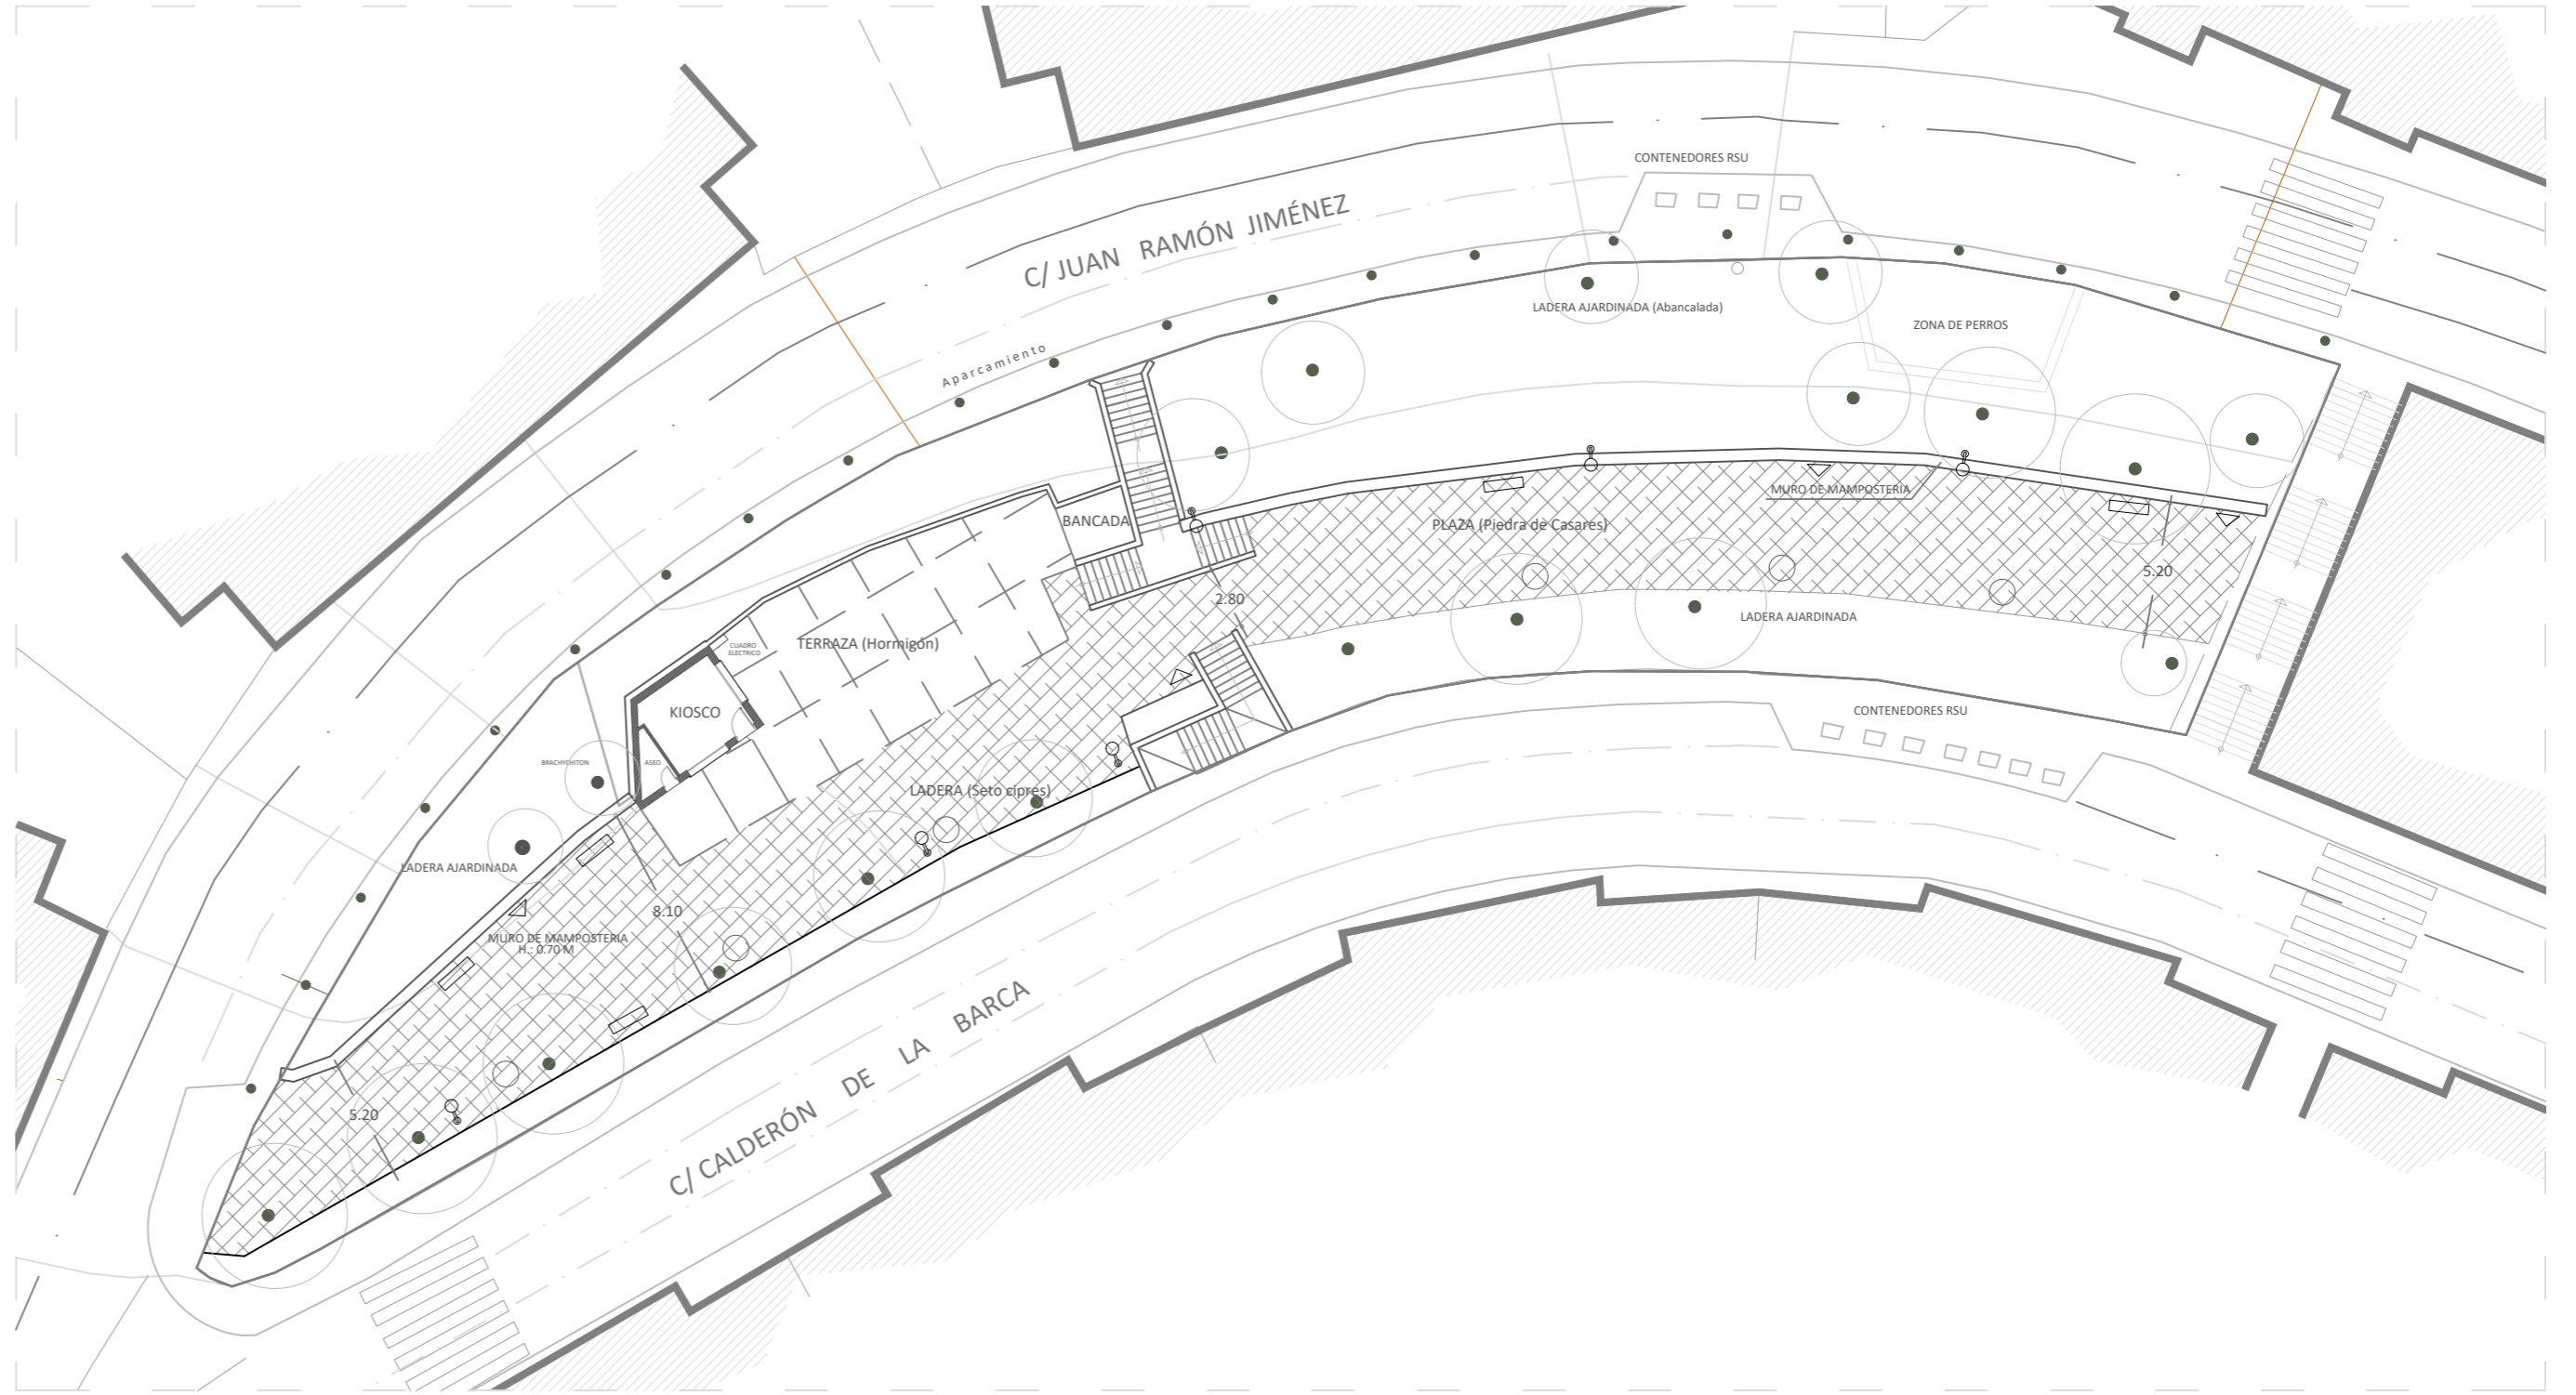 CONTENEDORES RSU
C/ JUAN RAMÓN JIMÉNEZ
LADERA AJARDINADA (Abancalada)
ZONA DE PERROS
Aparcamiento
MURO DE MAMPOSTERIA
BANCADA
PLAZA (Piedra de Casares)
5.20
2.80
LADERA AJARDINADA
CUADRO
ELECTRICO
TERRAZA (Hormigón)
KIOSCO
CONTENEDORES RSU
BRACHYCHITON
ASEO
LADERA (Seto ciprés)
LADERA AJARDINADA
8.10
MURO DE MAMPOSTERIA
H.: 0.70 M
5.20
C/ CALDERÓN DE LA BARCA